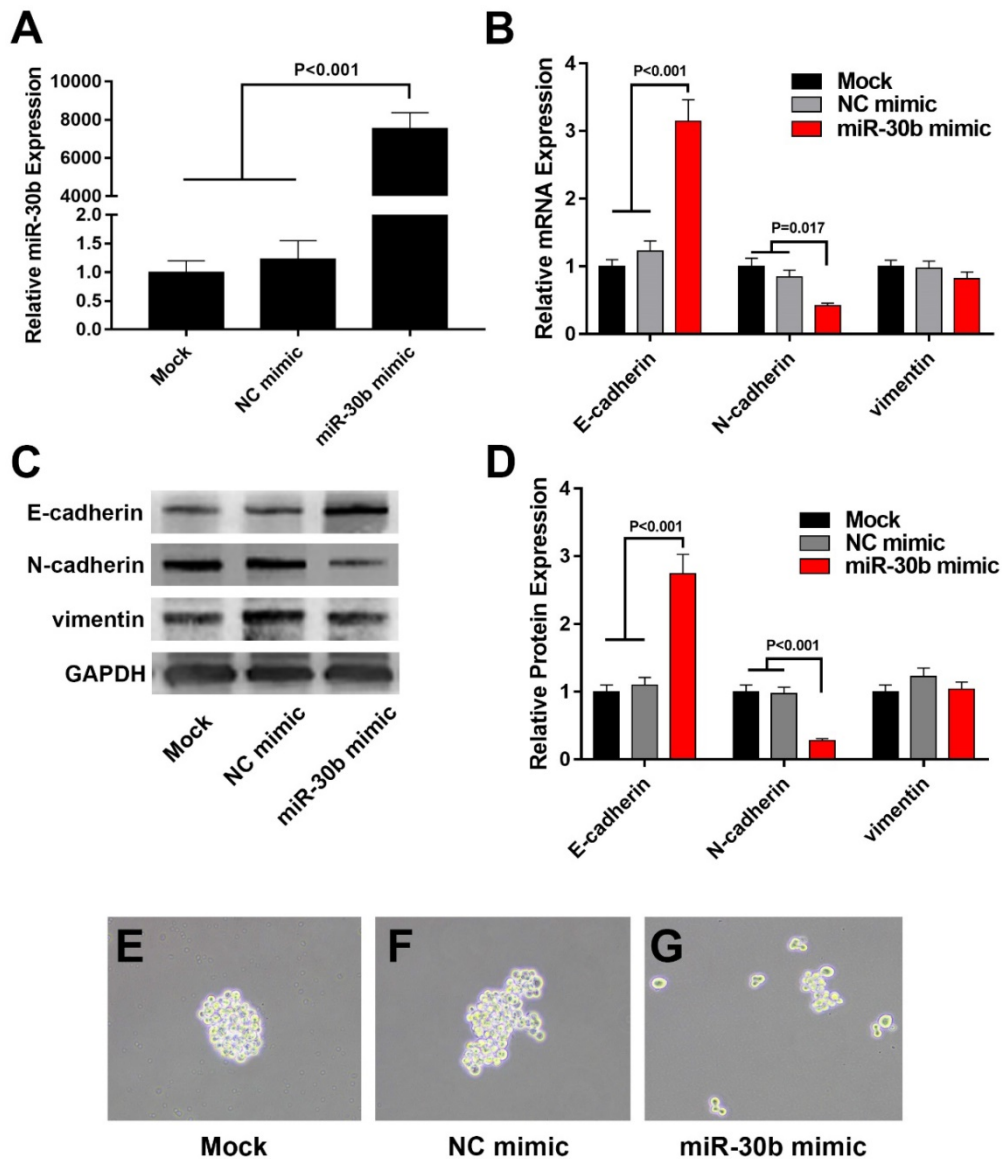 A
P<0.001
Relative miR-30b Expression
10000
8000
6000
4000
2.0
1.5
1.0
0.5
0.0
Mock
NC mimic
miR-30b mimic
B
Relative mRNA Expression
4
3
2
1
0
P<0.001
P=0.017
Mock
NC mimic
miR-30b mimic
E-cadherin
N-cadherin
vimentin
C
E-cadherin
N-cadherin
vimentin
GAPDH
Mock
NC mimic
miR-30b mimic
D
Relative Protein Expression
4
3
2
1
0
P<0.001
P<0.001
Mock
NC mimic
miR-30b mimic
E-cadherin
N-cadherin
vimentin
E
F
G
Mock
NC mimic
miR-30b mimic